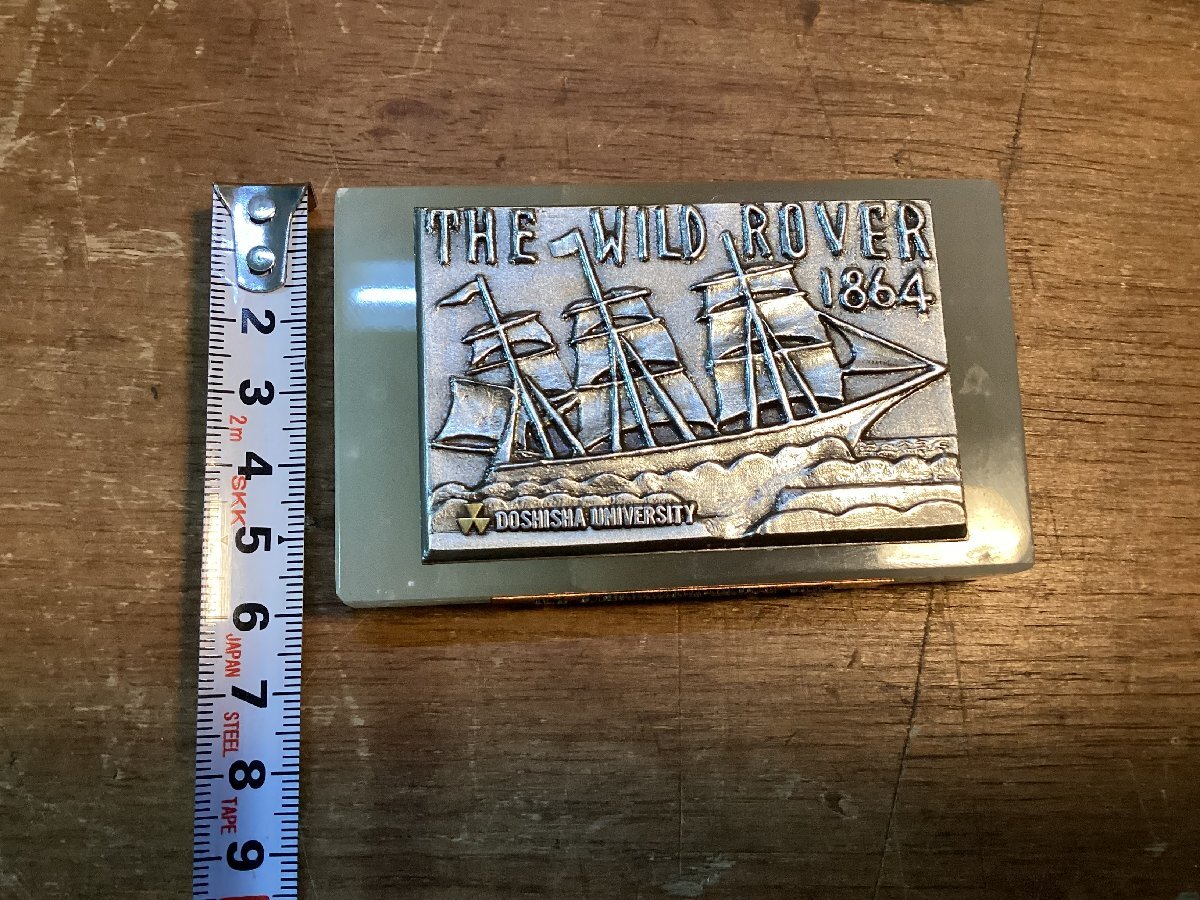 THE WILD ROVER
1864
DOSHISHA UNIVERSITY
2
3
2m
4
SKK
5
6
JAPAN
7
STEEL
8
TAPE
9